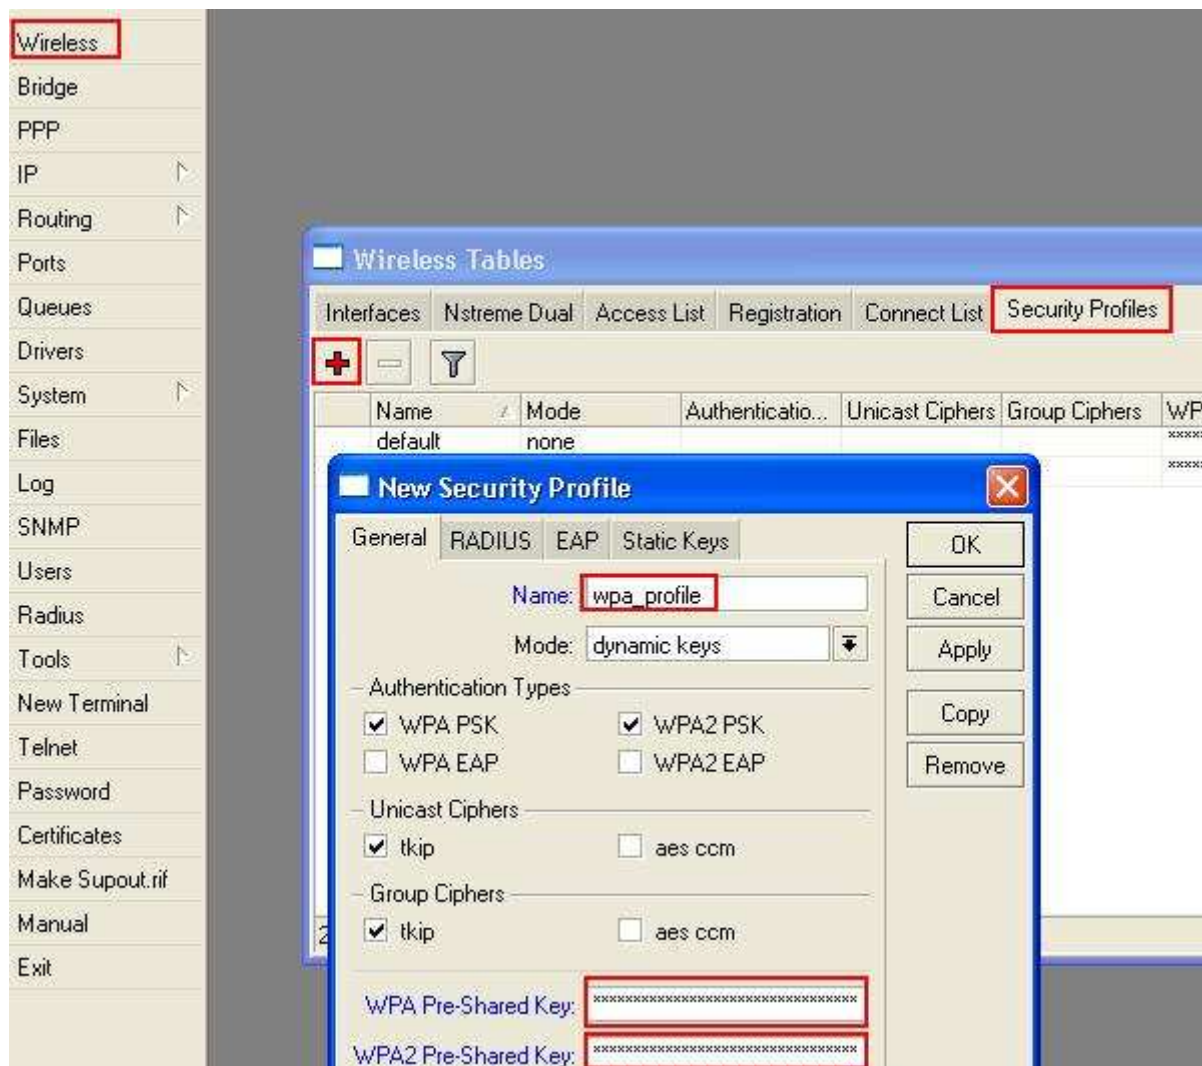 Wireless
Bridge
PPP
IP
Routing
Ports
Queues
Drivers
System
Files
Log
SNMP
Users
Radius
Tools
New Terminal
Telnet
Password
Certificates
Make Supout.rif
Manual
Exit
Wireless Tables
Interfaces Nstreme Dual Access List Registration Connect List Security Profiles
Name Mode Authenticatio... Unicast Ciphers Group Ciphers WP
default none
New Security Profile
General RADIUS EAP Static Keys
Name: wpa_profile
Mode: dynamic keys
Authentication Types
WPA PSK WPA2 PSK
WPA EAP WPA2 EAP
Unicast Ciphers
tkip aes ccm
Group Ciphers
tkip aes ccm
WPA Pre-Shared Key:
WPA2 Pre-Shared Key:
OK
Cancel
Apply
Copy
Remove